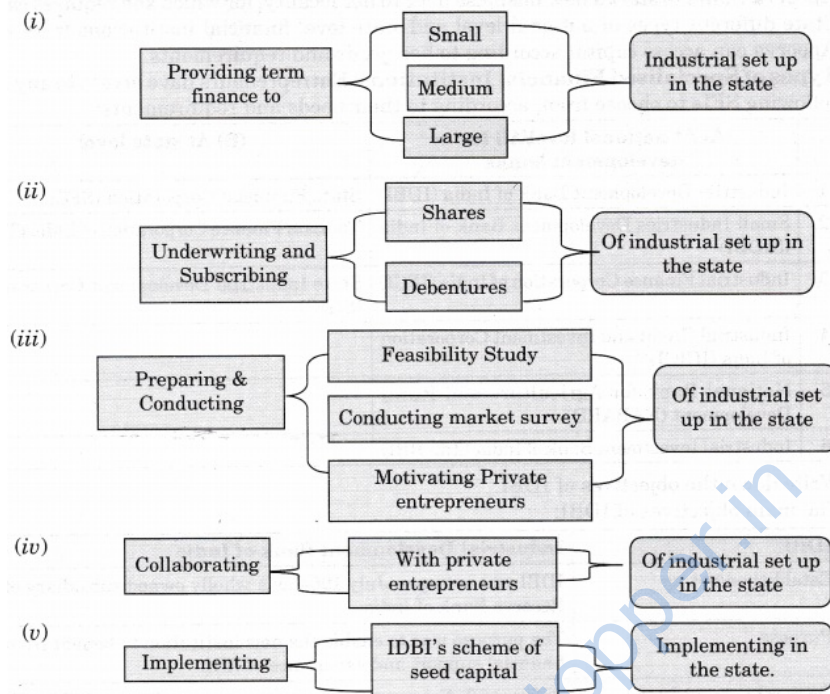 (i)
Providing term
finance to
Small
Medium
Large
Industrial set up
in the state
(ii)
Underwriting and
Subscribing
Shares
Debentures
Of industrial set up in
the state
(iii)
Preparing &
Conducting
Feasibility Study
Conducting market survey
Motivating Private
entrepreneurs
Of industrial set
up in the state
(iv)
Collaborating
With private
entrepreneurs
Of industrial set up
in the state
(v)
Implementing
IDBI's scheme of
seed capital
Implementing in
the state.
topper.in